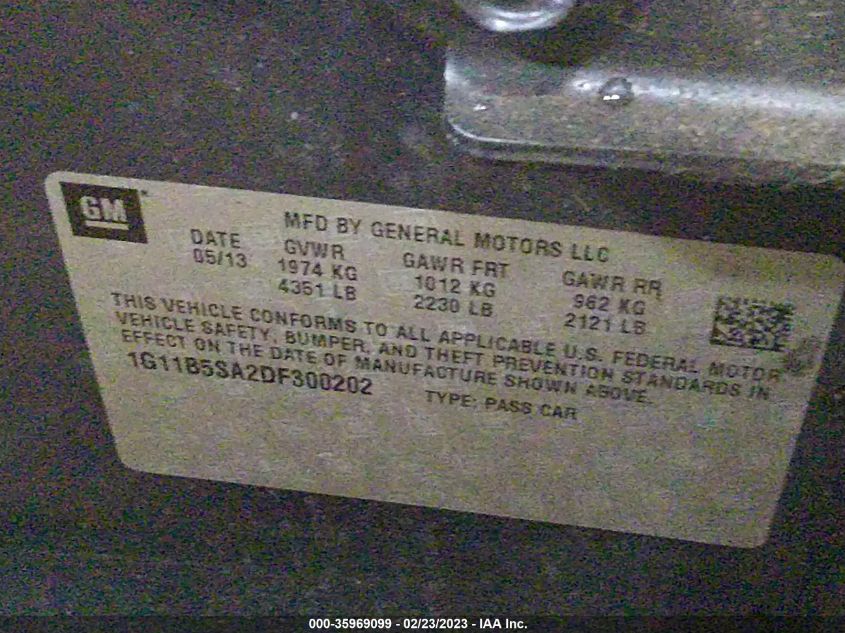 GM
MFD BY GENERAL MOTORS LLC
DATE GVWR GAWR FRT GAWR RR
05/13 1974 KG 1012 KG 962 KG
4351 LB 2230 LB 2121 LB
THIS VEHICLE CONFORMS TO ALL APPLICABLE U.S. FEDERAL MOTOR
VEHICLE SAFETY, BUMPER, AND THEFT PREVENTION STANDARDS IN
EFFECT ON THE DATE OF MANUFACTURE SHOWN ABOVE.
1G11B5SA2DF300202 TYPE: PASS CAR
000-35969099 - 02/23/2023 - IAA Inc.